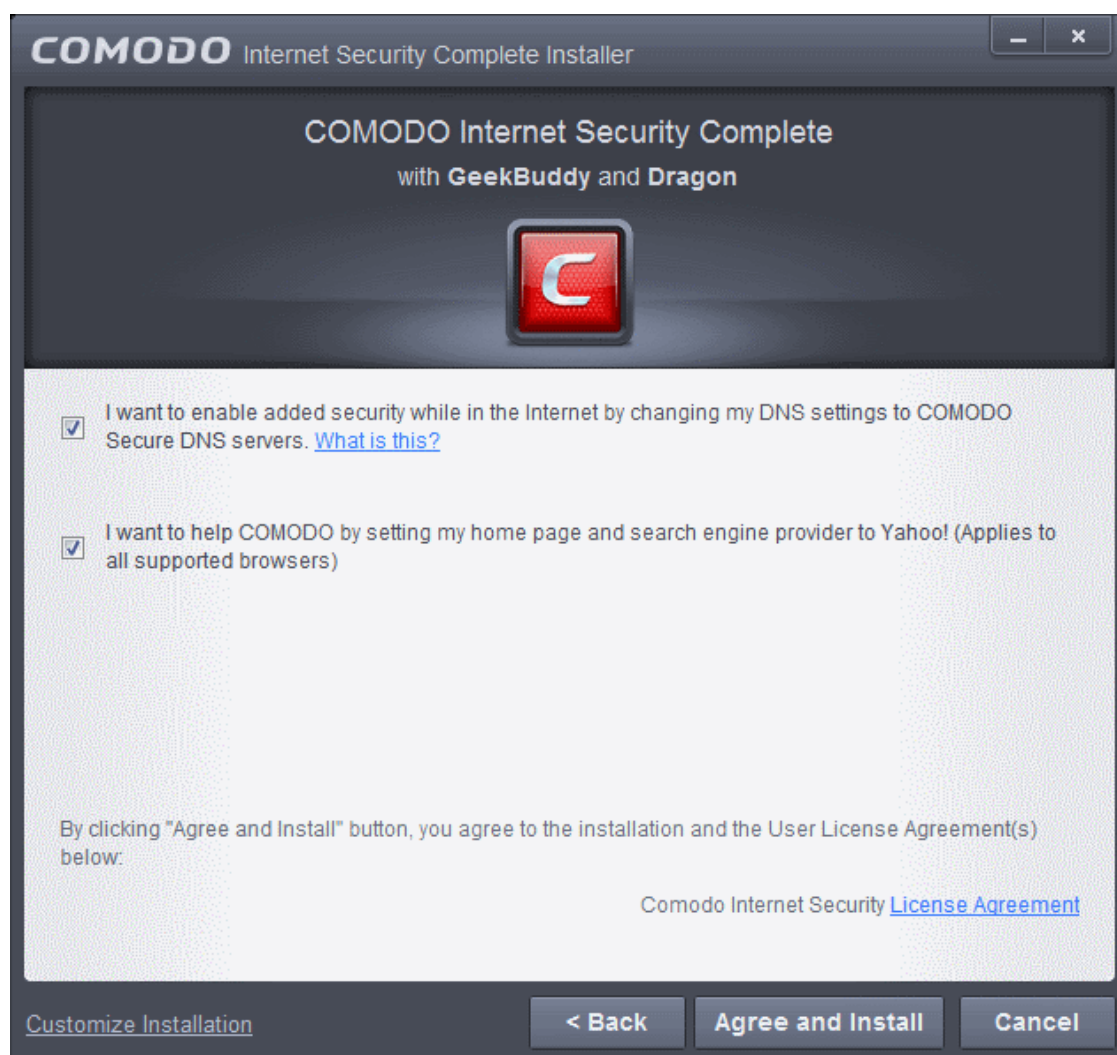 COMODO Internet Security Complete Installer
COMODO Internet Security Complete
with GeekBuddy and Dragon
C
I want to enable added security while in the Internet by changing my DNS settings to COMODO
Secure DNS servers. What is this?
I want to help COMODO by setting my home page and search engine provider to Yahoo! (Applies to
all supported browsers)
By clicking "Agree and Install" button, you agree to the installation and the User License Agreement(s)
below:
Comodo Internet Security License Agreement
Customize Installation
< Back
Agree and Install
Cancel